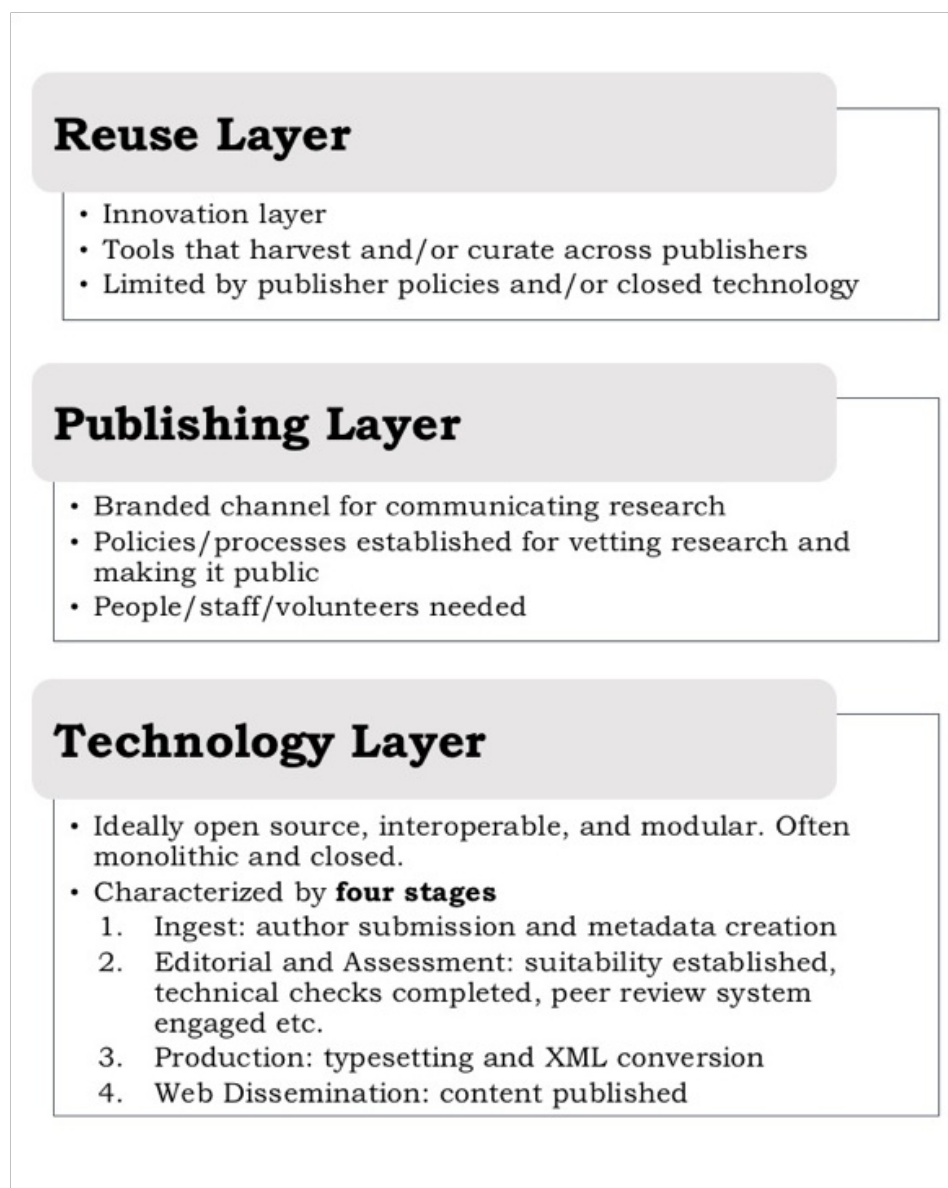 Reuse Layer
• Innovation layer
• Tools that harvest and/or curate across publishers
• Limited by publisher policies and/or closed technology
Publishing Layer
• Branded channel for communicating research
• Policies/processes established for vetting research and
making it public
• People/staff/volunteers needed
Technology Layer
• Ideally open source, interoperable, and modular. Often
monolithic and closed.
• Characterized by four stages
1. Ingest: author submission and metadata creation
2. Editorial and Assessment: suitability established,
technical checks completed, peer review system
engaged etc.
3. Production: typesetting and XML conversion
4. Web Dissemination: content published